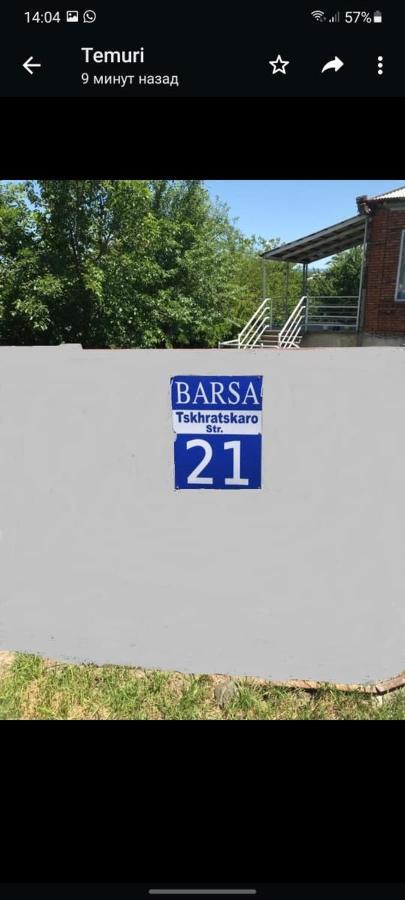 14:04 57%
Temuri
9 минут назад
BARSA
Tskhratskaro
Str.
21